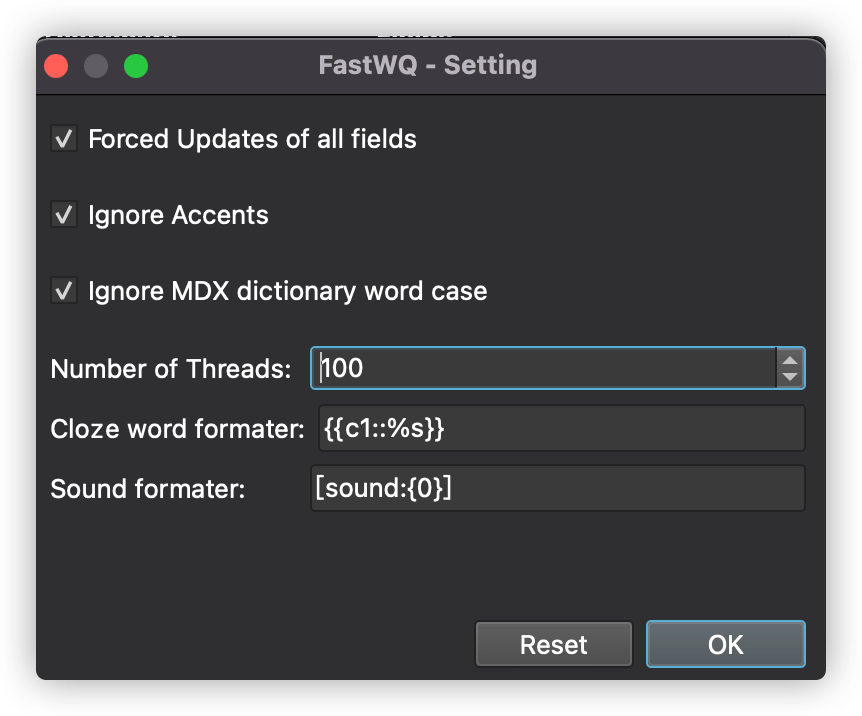 FastWQ - Setting
Forced Updates of all fields
Ignore Accents
Ignore MDX dictionary word case
Number of Threads: 100
Cloze word formater: {{c1::%s}}
Sound formater: [sound:{0}]
Reset OK